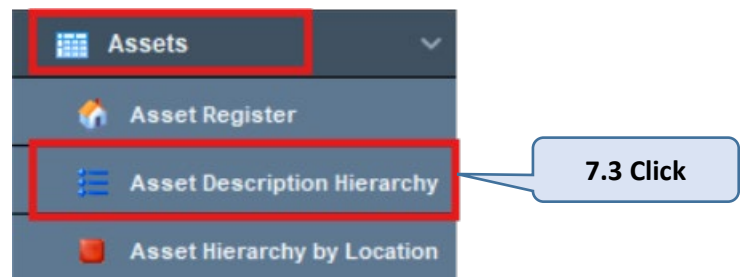 Assets
Asset Register
Asset Description Hierarchy
7.3 Click
Asset Hierarchy by Location